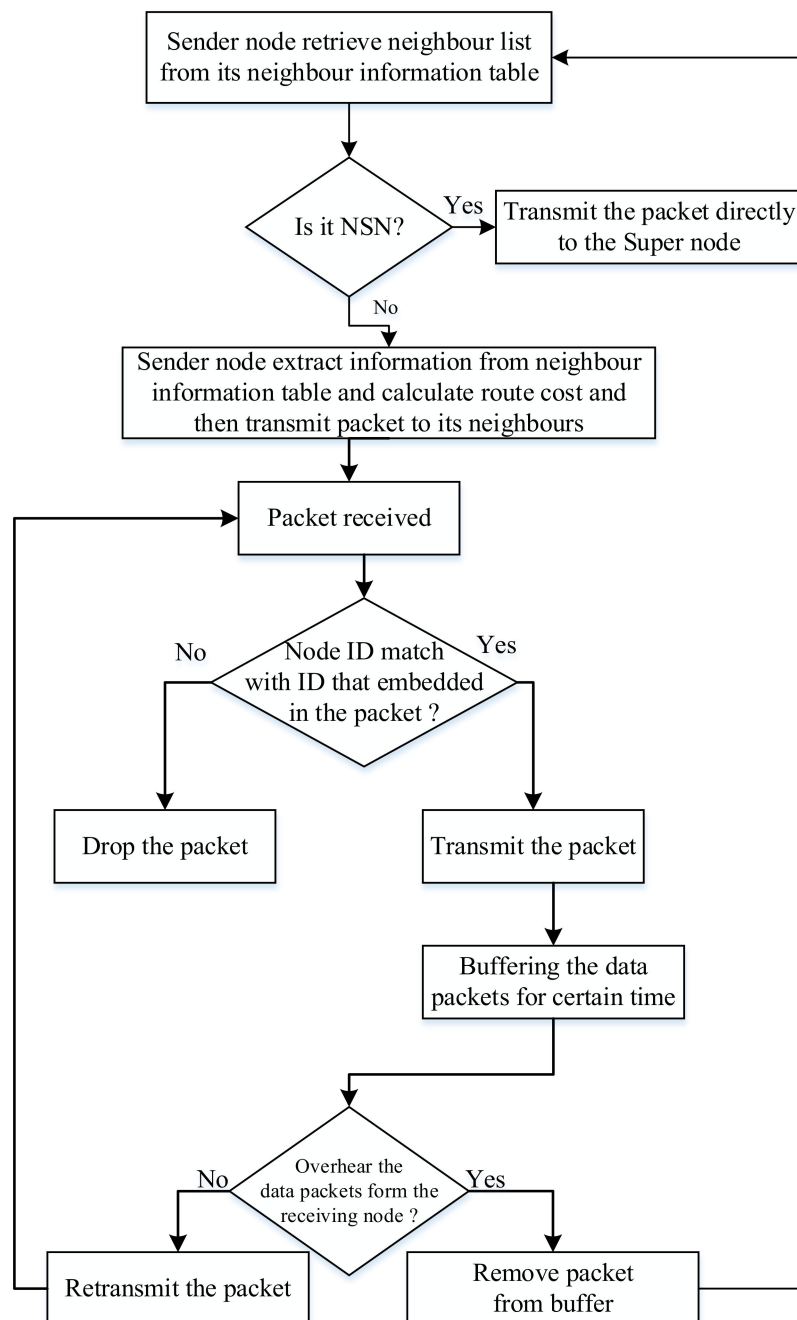 Sender node retrieve neighbour list
from its neighbour information table
Is it NSN?
Yes
Transmit the packet directly
to the Super node
No
Sender node extract information from neighbour
information table and calculate route cost and
then transmit packet to its neighbours
Packet received
No
Yes
Node ID match
with ID that embedded
in the packet ?
Drop the packet
Transmit the packet
Buffering the data
packets for certain time
Overhear the
data packets form the
receiving node ?
No
Yes
Retransmit the packet
Remove packet
from buffer